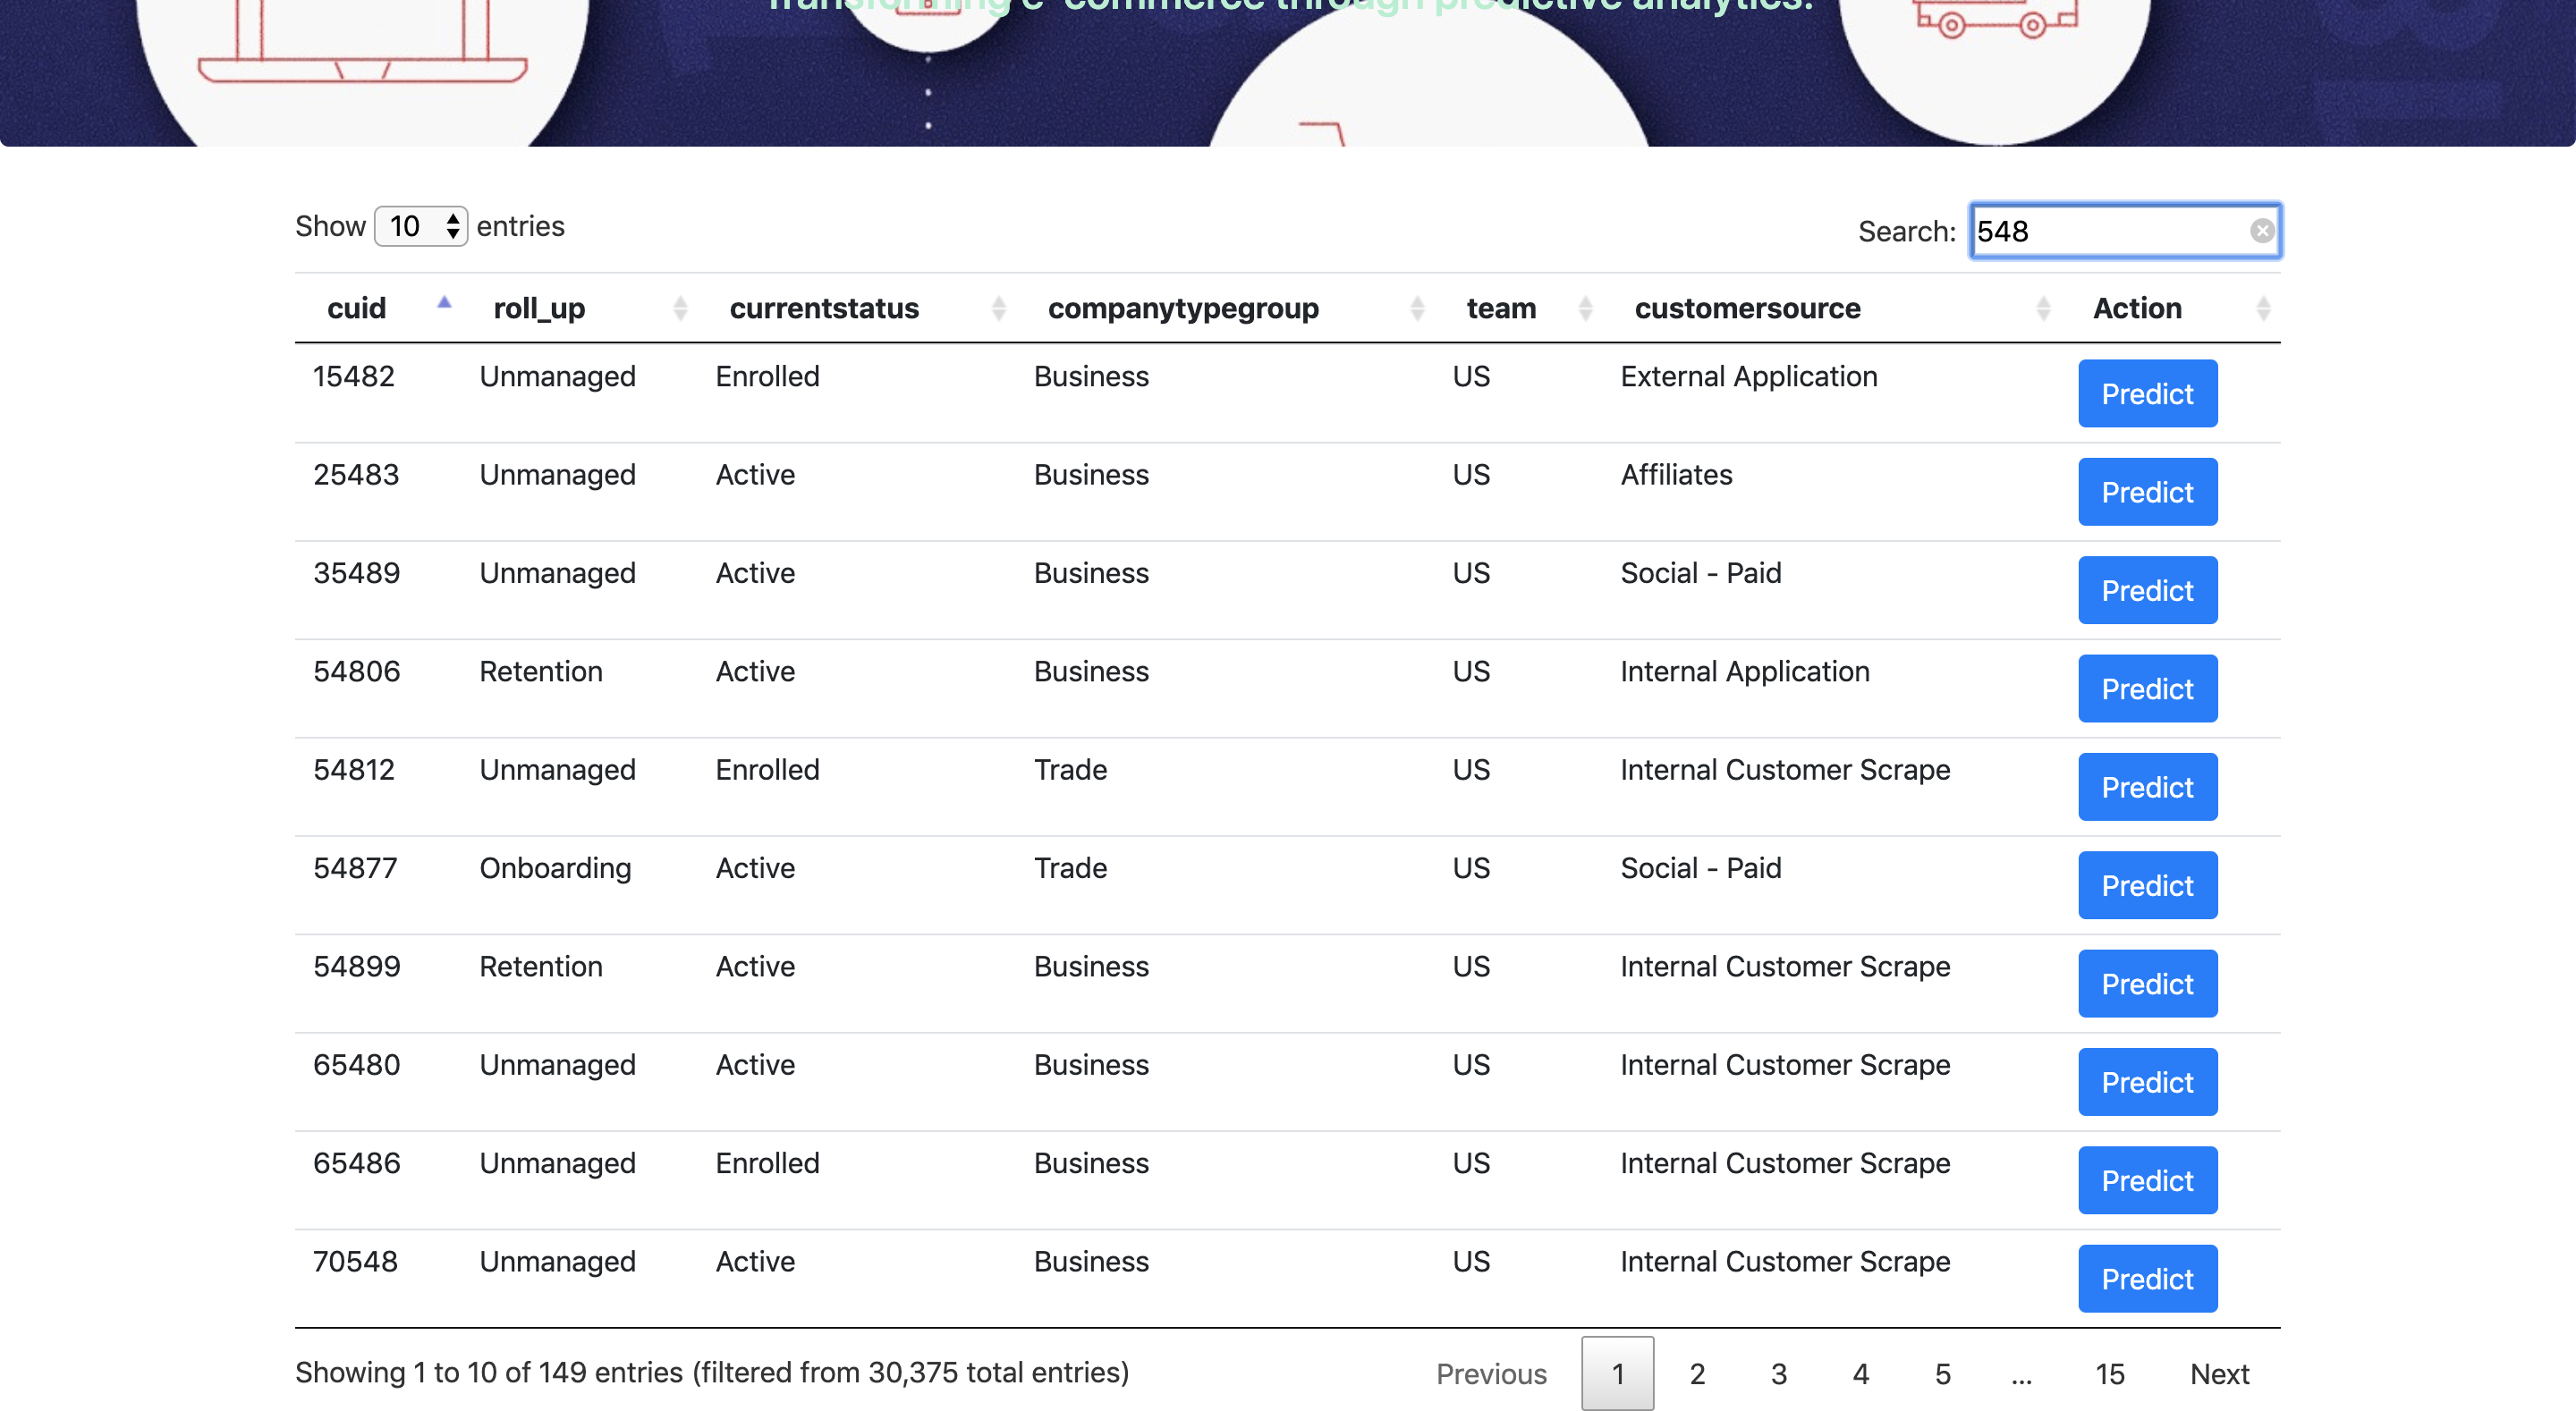 Transforming e-commerce through predictive analytics.
Show 10 entries
Search: 548
cuid roll_up currentstatus companytypegroup team customersource Action
15482 Unmanaged Enrolled Business US External Application Predict
25483 Unmanaged Active Business US Affiliates Predict
35489 Unmanaged Active Business US Social - Paid Predict
54806 Retention Active Business US Internal Application Predict
54812 Unmanaged Enrolled Trade US Internal Customer Scrape Predict
54877 Onboarding Active Trade US Social - Paid Predict
54899 Retention Active Business US Internal Customer Scrape Predict
65480 Unmanaged Active Business US Internal Customer Scrape Predict
65486 Unmanaged Enrolled Business US Internal Customer Scrape Predict
70548 Unmanaged Active Business US Internal Customer Scrape Predict
Showing 1 to 10 of 149 entries (filtered from 30,375 total entries)
Previous 1 2 3 4 5 ... 15 Next